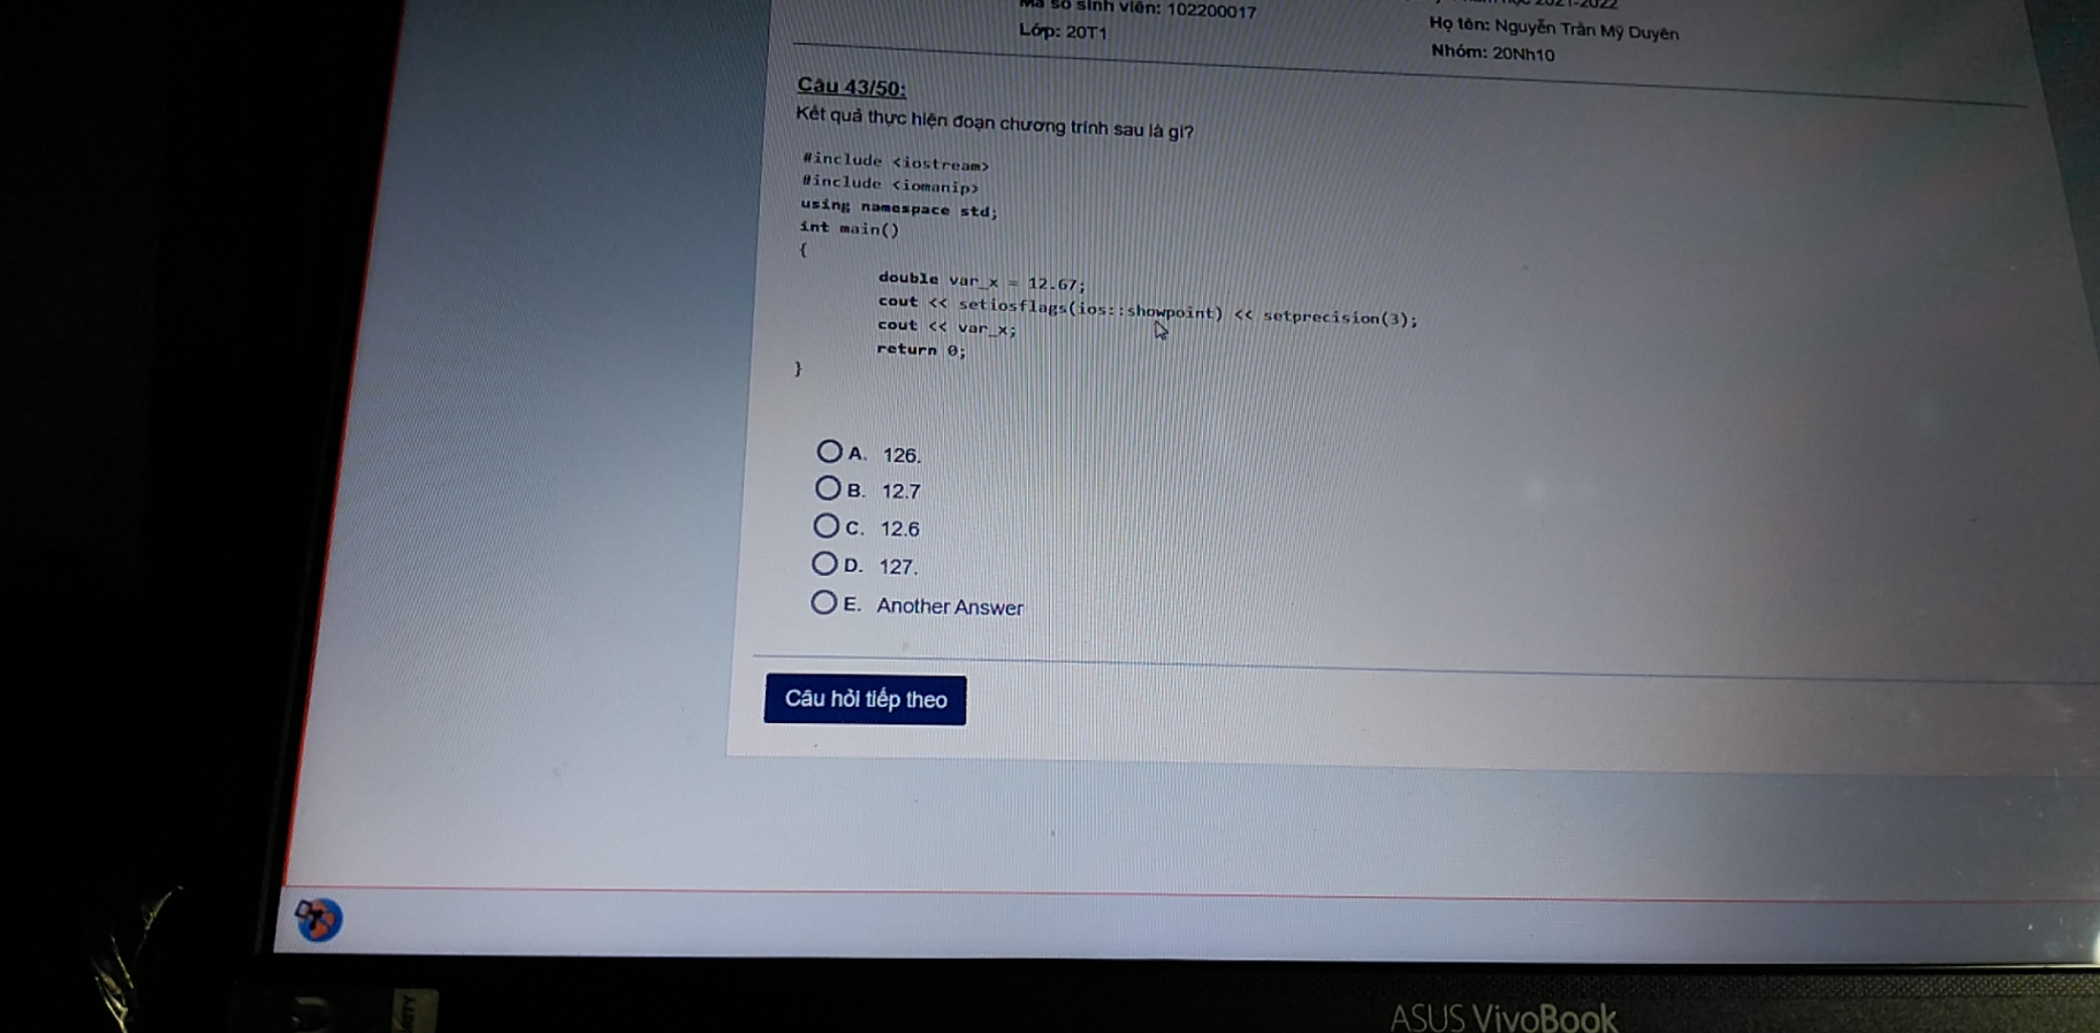 Mã số sinh viên: 102200017
Lớp: 20T1
2021-2022
Họ tên: Nguyễn Trần Mỹ Duyên
Nhóm: 20Nh10
Câu 43/50:
Kết quả thực hiện đoạn chương trình sau là gì?
#include <iostream>
#include <iomanip>
using namespace std;
int main()
{
double var_x = 12.67;
cout << setiosflags(ios::showpoint) << setprecision(3);
cout << var_x;
return 0;
}
A. 126.
B. 12.7
C. 12.6
D. 127.
E. Another Answer
Câu hỏi tiếp theo
ASUS VivoBook